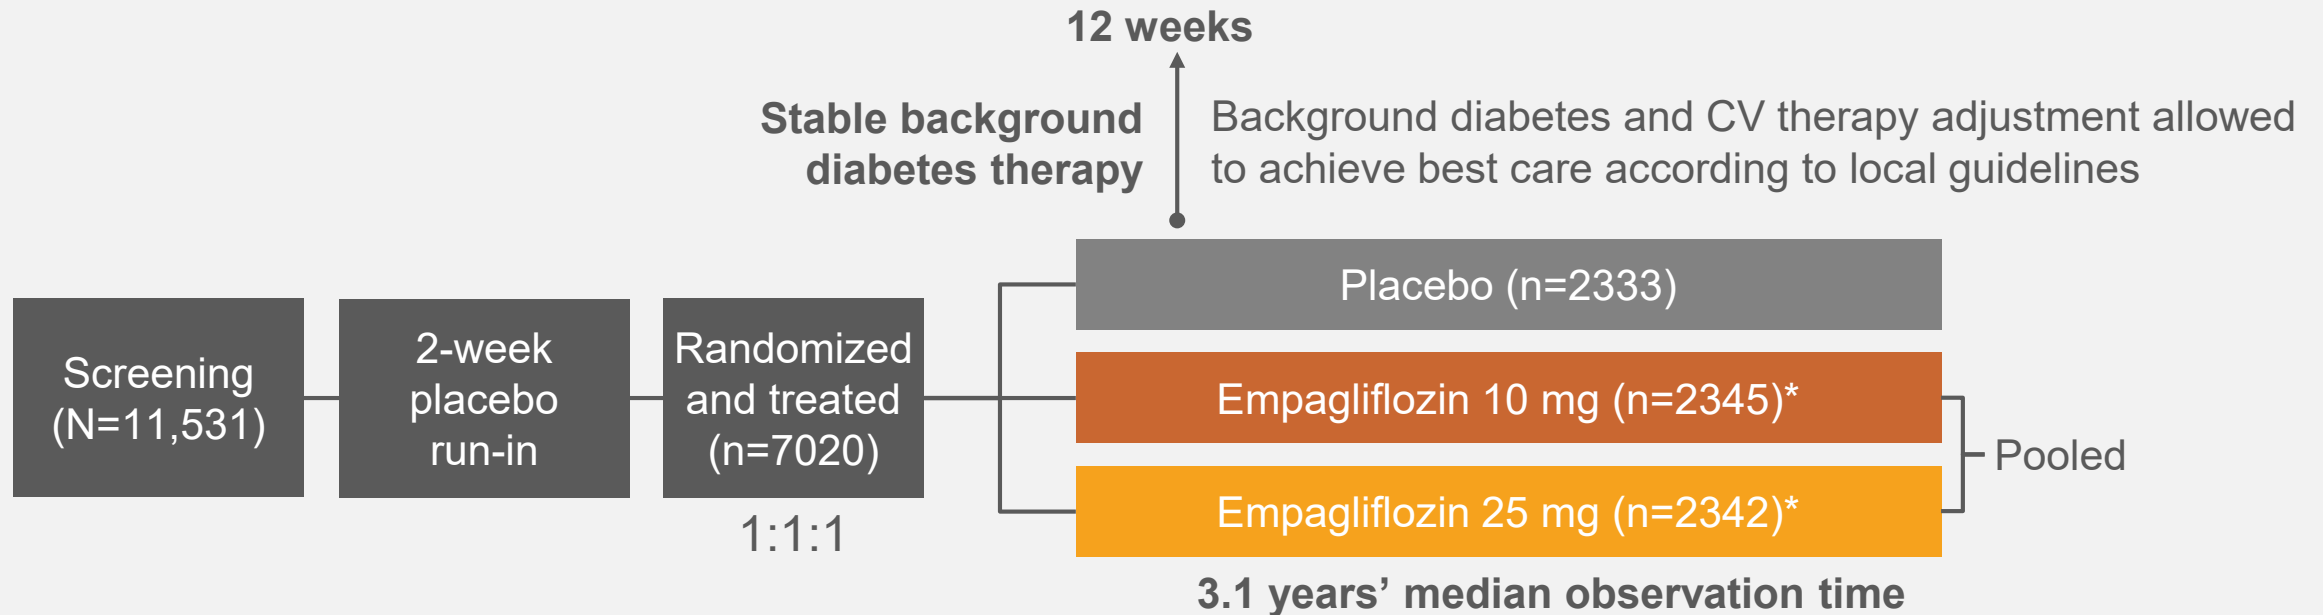 12 weeks
Stable background
diabetes therapy
Background diabetes and CV therapy adjustment allowed
to achieve best care according to local guidelines
Screening
(N=11,531)
2-week
placebo
run-in
Randomized
and treated
(n=7020)
1:1:1
Placebo (n=2333)
Empagliflozin 10 mg (n=2345)*
Empagliflozin 25 mg (n=2342)*
Pooled
3.1 years’ median observation time